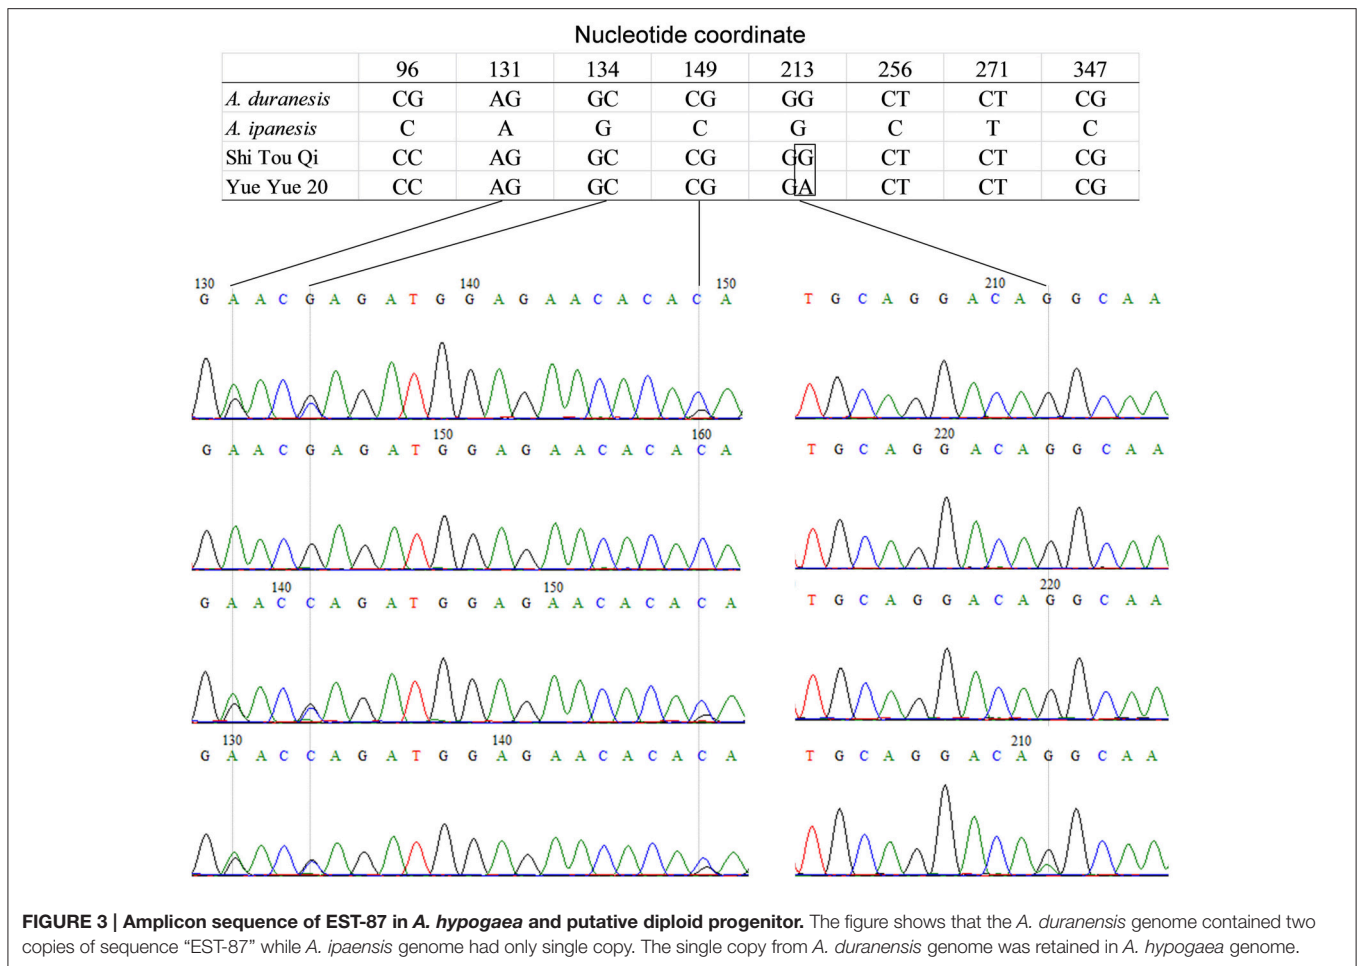 Nucleotide coordinate
96 131 134 149 213 256 271 347
A. duranesis CG AG GC CG GG CT CT CG
A. ipanesis C A G C G C T C
Shi Tou Qi CC AG GC CG GG CT CT CG
Yue Yue 20 CC AG GC CG GA CT CT CG
130 140 150 210
G A A C G A G A T G G A G A A C A C A C A T G C A G G A C A G G C A A
150 160 220
G A A C G A G A T G G A G A A C A C A C A T G C A G G A C A G G C A A
140 150 220
G A A C C A G A T G G A G A A C A C A C A T G C A G G A C A G G C A A
130 140 210
G A A C C A G A T G G A G A A C A C A C A T G C A G G A C A G G C A A
FIGURE 3 | Amplicon sequence of EST-87 in A. hypogaea and putative diploid progenitor. The figure shows that the A. duranensis genome contained two
copies of sequence “EST-87” while A. ipaensis genome had only single copy. The single copy from A. duranensis genome was retained in A. hypogaea genome.